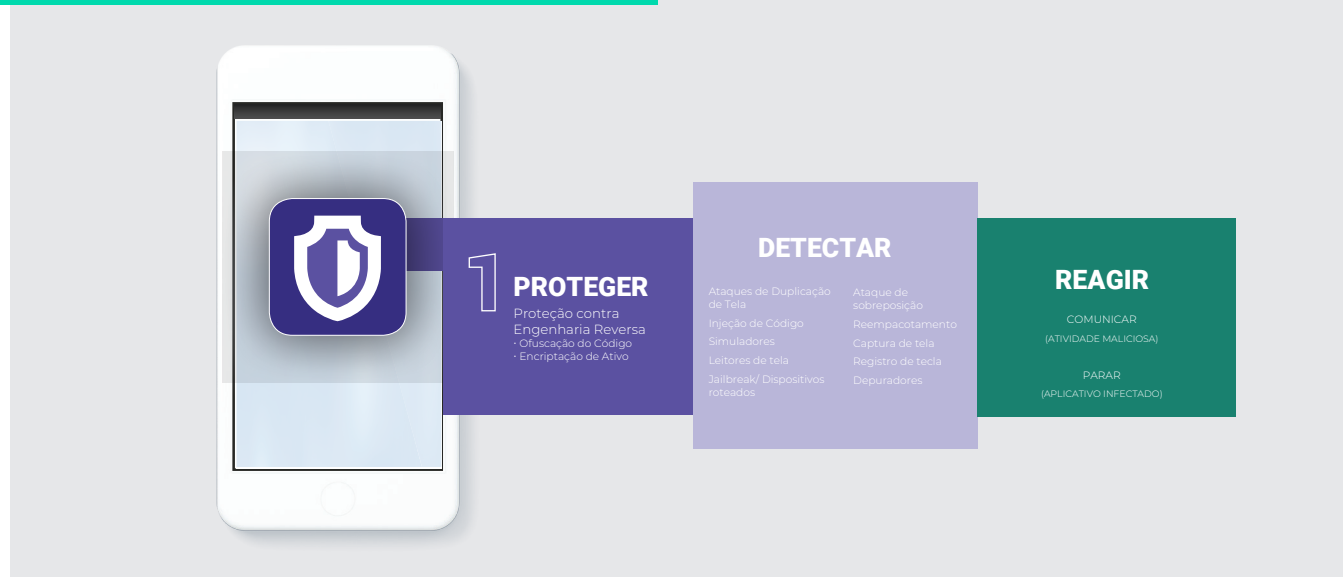 1
PROTEGER
Proteção contra
Engenharia Reversa
· Ofuscação do Código
· Encriptação de Ativo
DETECTAR
Ataques de Duplicação
de Tela
Injeção de Código
Simuladores
Leitores de tela
Jailbreak/ Dispositivos
roteados
Ataque de
sobreposição
Reempacotamento
Captura de tela
Registro de tecla
Depuradores
REAGIR
COMUNICAR
(ATIVIDADE MALICIOSA)
PARAR
(APLICATIVO INFECTADO)